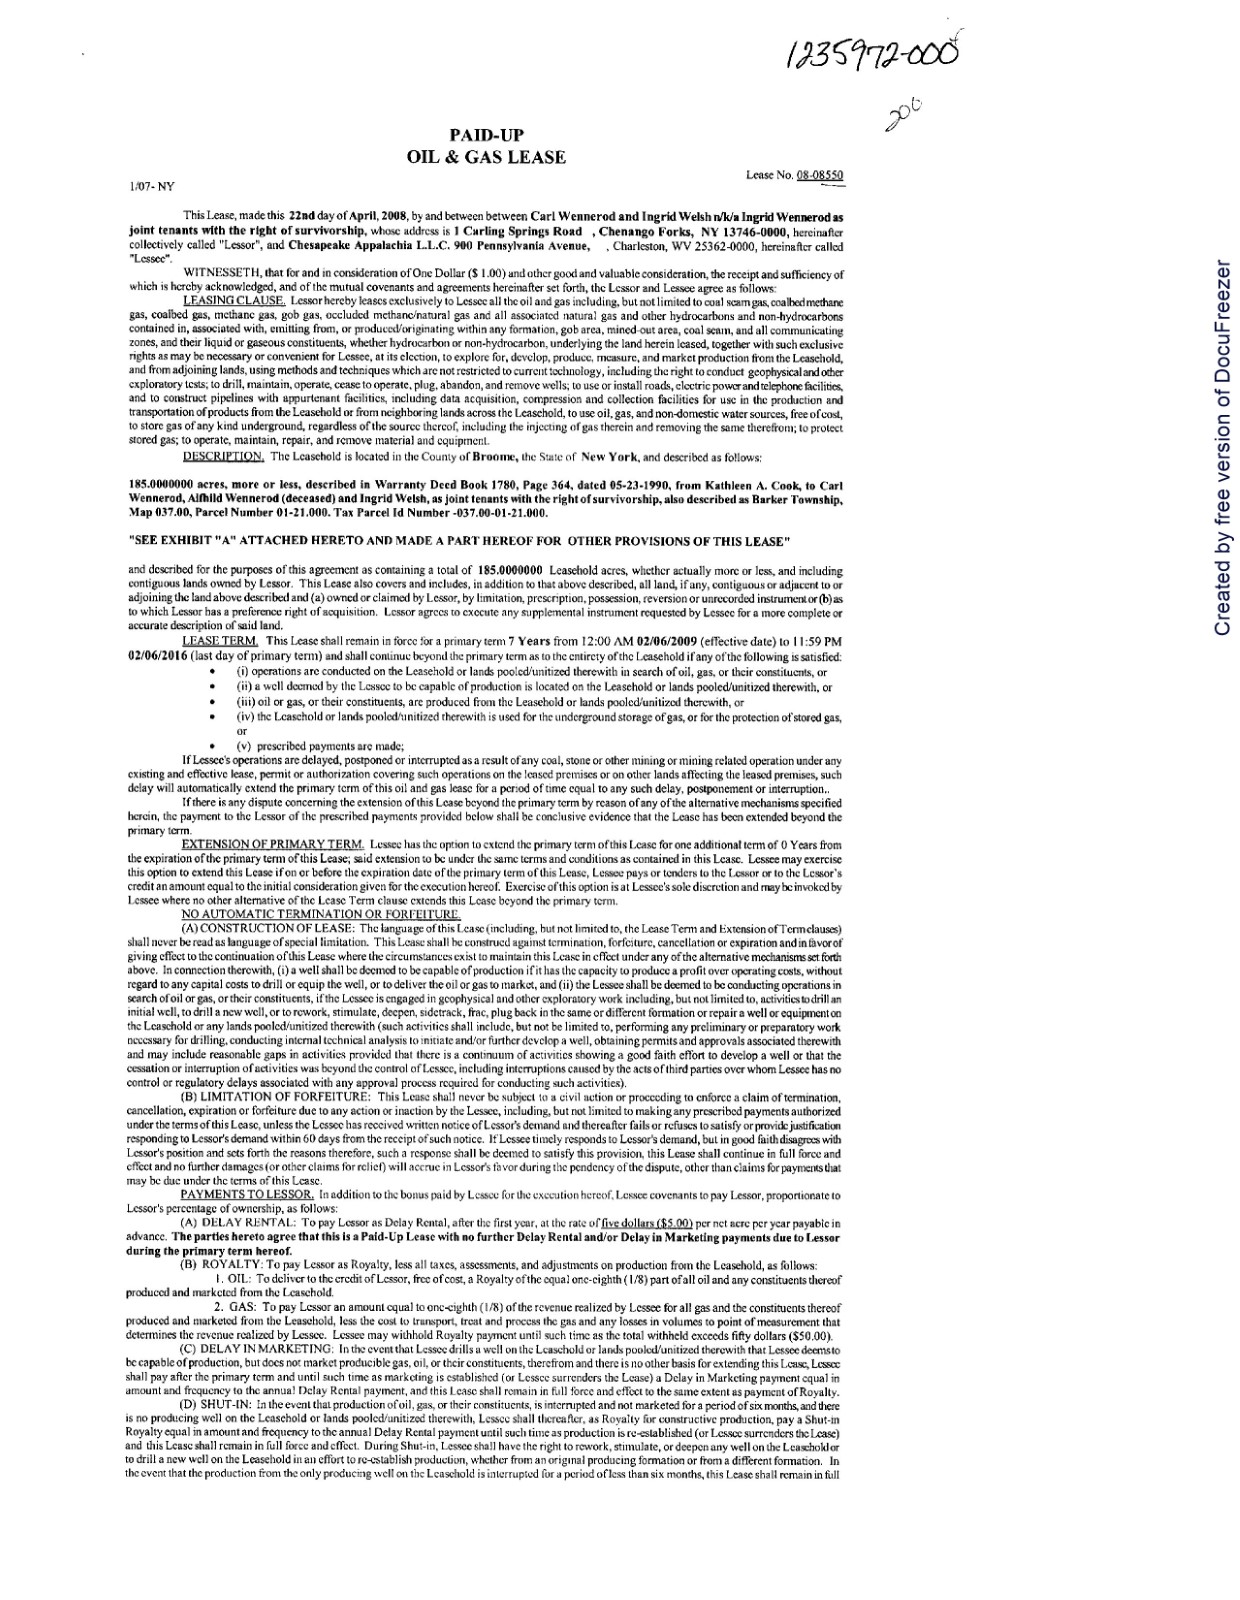 1235972-000
200
PAID-UP
OIL & GAS LEASE
Lease No. 08-08550
1/07- NY
This Lease, made this 22nd day of April, 2008, by and between between Carl Wennerod and Ingrid Welsh n/k/a Ingrid Wennerod as
joint tenants with the right of survivorship, whose address is 1 Carling Springs Road , Chenango Forks, NY 13746-0000, hereinafter
collectively called "Lessor", and Chesapeake Appalachia L.L.C. 900 Pennsylvania Avenue, , Charleston, WV 25362-0000, hereinafter called
"Lessee".
WITNESSETH, that for and in consideration of One Dollar ($ 1.00) and other good and valuable consideration, the receipt and sufficiency of
which is hereby acknowledged, and of the mutual covenants and agreements hereinafter set forth, the Lessor and Lessee agree as follows:
LEASING CLAUSE. Lessor hereby leases exclusively to Lessee all the oil and gas including, but not limited to coal seam gas, coalbed methane
gas, coalbed gas, methane gas, gob gas, occluded methane/natural gas and all associated natural gas and other hydrocarbons and non-hydrocarbons
contained in, associated with, emitting from, or produced/originating within any formation, gob area, mined-out area, coal seam, and all communicating
zones, and their liquid or gaseous constituents, whether hydrocarbon or non-hydrocarbon, underlying the land herein leased, together with such exclusive
rights as may be necessary or convenient for Lessee, at its election, to explore for, develop, produce, measure, and market production from the Leasehold,
and from adjoining lands, using methods and techniques which are not restricted to current technology, including the right to conduct geophysical and other
exploratory tests; to drill, maintain, operate, cease to operate, plug, abandon, and remove wells; to use or install roads, electric power and telephone facilities,
and to construct pipelines with appurtenant facilities, including data acquisition, compression and collection facilities for use in the production and
transportation of products from the Leasehold or from neighboring lands across the Leasehold, to use oil, gas, and non-domestic water sources, free of cost,
to store gas of any kind underground, regardless of the source thereof, including the injecting of gas therein and removing the same therefrom; to protect
stored gas; to operate, maintain, repair, and remove material and equipment.
DESCRIPTION. The Leasehold is located in the County of Broome, the State of New York, and described as follows:
185.0000000 acres, more or less, described in Warranty Deed Book 1780, Page 364, dated 05-23-1990, from Kathleen A. Cook, to Carl
Wennerod, Alfhild Wennerod (deceased) and Ingrid Welsh, as joint tenants with the right of survivorship, also described as Barker Township,
Map 037.00, Parcel Number 01-21.000. Tax Parcel Id Number -037.00-01-21.000.
"SEE EXHIBIT "A" ATTACHED HERETO AND MADE A PART HEREOF FOR OTHER PROVISIONS OF THIS LEASE"
and described for the purposes of this agreement as containing a total of 185.0000000 Leasehold acres, whether actually more or less, and including
contiguous lands owned by Lessor. This Lease also covers and includes, in addition to that above described, all land, if any, contiguous or adjacent to or
adjoining the land above described and (a) owned or claimed by Lessor, by limitation, prescription, possession, reversion or unrecorded instrument or (b) as
to which Lessor has a preference right of acquisition. Lessor agrees to execute any supplemental instrument requested by Lessee for a more complete or
accurate description of said land.
LEASE TERM. This Lease shall remain in force for a primary term 7 Years from 12:00 AM 02/06/2009 (effective date) to 11:59 PM
02/06/2016 (last day of primary term) and shall continue beyond the primary term as to the entirety of the Leasehold if any of the following is satisfied:
• (i) operations are conducted on the Leasehold or lands pooled/unitized therewith in search of oil, gas, or their constituents, or
• (ii) a well deemed by the Lessee to be capable of production is located on the Leasehold or lands pooled/unitized therewith, or
• (iii) oil or gas, or their constituents, are produced from the Leasehold or lands pooled/unitized therewith, or
• (iv) the Leasehold or lands pooled/unitized therewith is used for the underground storage of gas, or for the protection of stored gas,
or
• (v) prescribed payments are made;
If Lessee's operations are delayed, postponed or interrupted as a result of any coal, stone or other mining or mining related operation under any
existing and effective lease, permit or authorization covering such operations on the leased premises or on other lands affecting the leased premises, such
delay will automatically extend the primary term of this oil and gas lease for a period of time equal to any such delay, postponement or interruption..
If there is any dispute concerning the extension of this Lease beyond the primary term by reason of any of the alternative mechanisms specified
herein, the payment to the Lessor of the prescribed payments provided below shall be conclusive evidence that the Lease has been extended beyond the
primary term.
EXTENSION OF PRIMARY TERM. Lessee has the option to extend the primary term of this Lease for one additional term of 0 Years from
the expiration of the primary term of this Lease; said extension to be under the same terms and conditions as contained in this Lease. Lessee may exercise
this option to extend this Lease if on or before the expiration date of the primary term of this Lease, Lessee pays or tenders to the Lessor or to the Lessor's
credit an amount equal to the initial consideration given for the execution hereof. Exercise of this option is at Lessee's sole discretion and may be invoked by
Lessee where no other alternative of the Lease Term clause extends this Lease beyond the primary term.
NO AUTOMATIC TERMINATION OR FORFEITURE.
(A) CONSTRUCTION OF LEASE: The language of this Lease (including, but not limited to, the Lease Term and Extension of Term clauses)
shall never be read as language of special limitation. This Lease shall be construed against termination, forfeiture, cancellation or expiration and in favor of
giving effect to the continuation of this Lease where the circumstances exist to maintain this Lease in effect under any of the alternative mechanisms set forth
above. In connection therewith, (i) a well shall be deemed to be capable of production if it has the capacity to produce a profit over operating costs, without
regard to any capital costs to drill or equip the well, or to deliver the oil or gas to market, and (ii) the Lessee shall be deemed to be conducting operations in
search of oil or gas, or their constituents, if the Lessee is engaged in geophysical and other exploratory work including, but not limited to, activities to drill an
initial well, to drill a new well, or to rework, stimulate, deepen, sidetrack, frac, plug back in the same or different formation or repair a well or equipment on
the Leasehold or any lands pooled/unitized therewith (such activities shall include, but not be limited to, performing any preliminary or preparatory work
necessary for drilling, conducting internal technical analysis to initiate and/or further develop a well, obtaining permits and approvals associated therewith
and may include reasonable gaps in activities provided that there is a continuum of activities showing a good faith effort to develop a well or that the
cessation or interruption of activities was beyond the control of Lessee, including interruptions caused by the acts of third parties over whom Lessee has no
control or regulatory delays associated with any approval process required for conducting such activities).
(B) LIMITATION OF FORFEITURE: This Lease shall never be subject to a civil action or proceeding to enforce a claim of termination,
cancellation, expiration or forfeiture due to any action or inaction by the Lessee, including, but not limited to making any prescribed payments authorized
under the terms of this Lease, unless the Lessee has received written notice of Lessor's demand and thereafter fails or refuses to satisfy or provide justification
responding to Lessor's demand within 60 days from the receipt of such notice. If Lessee timely responds to Lessor's demand, but in good faith disagrees with
Lessor's position and sets forth the reasons therefore, such a response shall be deemed to satisfy this provision, this Lease shall continue in full force and
effect and no further damages (or other claims for relief) will accrue in Lessor's favor during the pendency of the dispute, other than claims for payments that
may be due under the terms of this Lease.
PAYMENTS TO LESSOR. In addition to the bonus paid by Lessee for the execution hereof, Lessee covenants to pay Lessor, proportionate to
Lessor's percentage of ownership, as follows:
(A) DELAY RENTAL: To pay Lessor as Delay Rental, after the first year, at the rate of five dollars ($5.00) per net acre per year payable in
advance. The parties hereto agree that this is a Paid-Up Lease with no further Delay Rental and/or Delay in Marketing payments due to Lessor
during the primary term hereof.
(B) ROYALTY: To pay Lessor as Royalty, less all taxes, assessments, and adjustments on production from the Leasehold, as follows:
1. OIL: To deliver to the credit of Lessor, free of cost, a Royalty of the equal one-eighth (1/8) part of all oil and any constituents thereof
produced and marketed from the Leasehold.
2. GAS: To pay Lessor an amount equal to one-eighth (1/8) of the revenue realized by Lessee for all gas and the constituents thereof
produced and marketed from the Leasehold, less the cost to transport, treat and process the gas and any losses in volumes to point of measurement that
determines the revenue realized by Lessee. Lessee may withhold Royalty payment until such time as the total withheld exceeds fifty dollars ($50.00).
(C) DELAY IN MARKETING: In the event that Lessee drills a well on the Leasehold or lands pooled/unitized therewith that Lessee deems to
be capable of production, but does not market producible gas, oil, or their constituents, therefrom and there is no other basis for extending this Lease, Lessee
shall pay after the primary term and until such time as marketing is established (or Lessee surrenders the Lease) a Delay in Marketing payment equal in
amount and frequency to the annual Delay Rental payment, and this Lease shall remain in full force and effect to the same extent as payment of Royalty.
(D) SHUT-IN: In the event that production of oil, gas, or their constituents, is interrupted and not marketed for a period of six months, and there
is no producing well on the Leasehold or lands pooled/unitized therewith, Lessee shall thereafter, as Royalty for constructive production, pay a Shut-in
Royalty equal in amount and frequency to the annual Delay Rental payment until such time as production is re-established (or Lessee surrenders the Lease)
and this Lease shall remain in full force and effect. During Shut-in, Lessee shall have the right to rework, stimulate, or deepen any well on the Leasehold or
to drill a new well on the Leasehold in an effort to re-establish production, whether from an original producing formation or from a different formation. In
the event that the production from the only producing well on the Leasehold is interrupted for a period of less than six months, this Lease shall remain in full
Created by free version of DocuFreezer